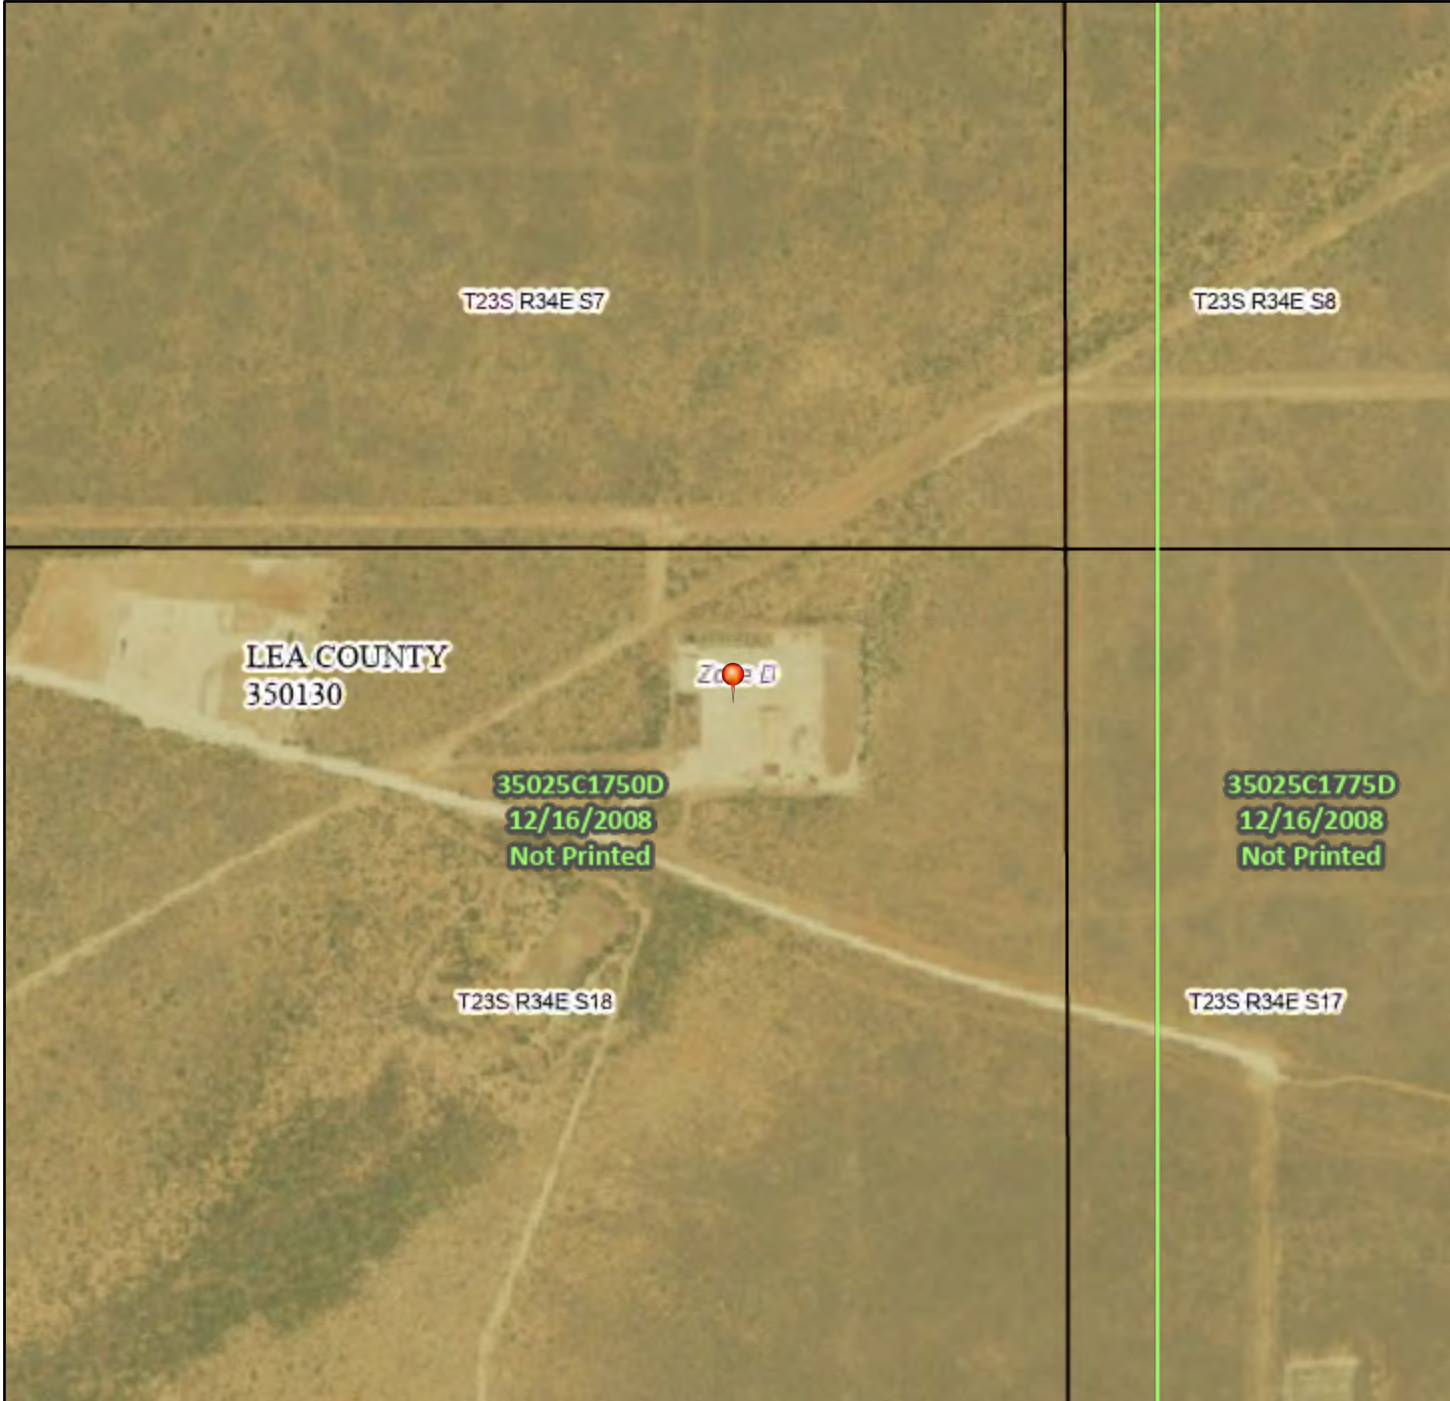 T23S R34E S7
T23S R34E S8
LEA COUNTY
350130
Zone D
35025C1750D
12/16/2008
Not Printed
35025C1775D
12/16/2008
Not Printed
T23S R34E S18
T23S R34E S17